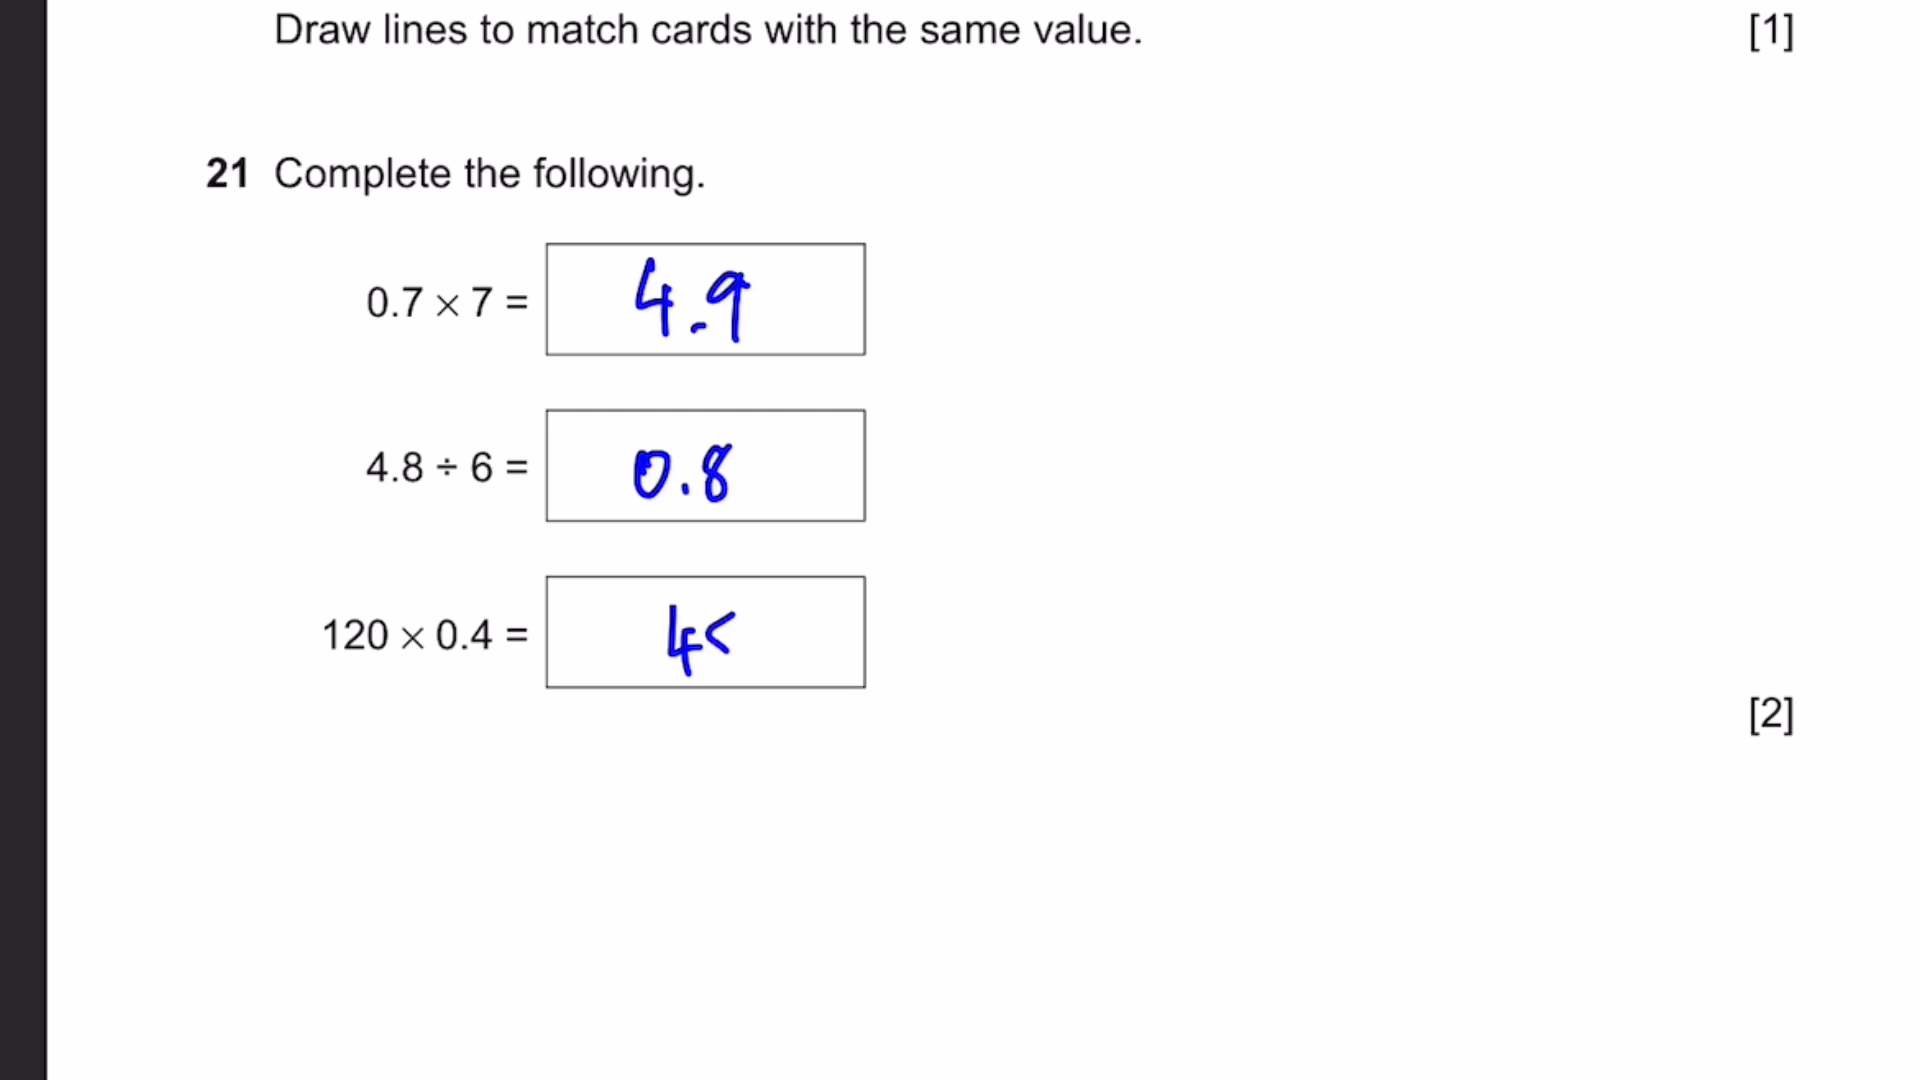 Draw lines to match cards with the same value. [1]
21 Complete the following.
0.7 × 7 = 4.9
4.8 ÷ 6 = 0.8
120 × 0.4 = 4
[2]